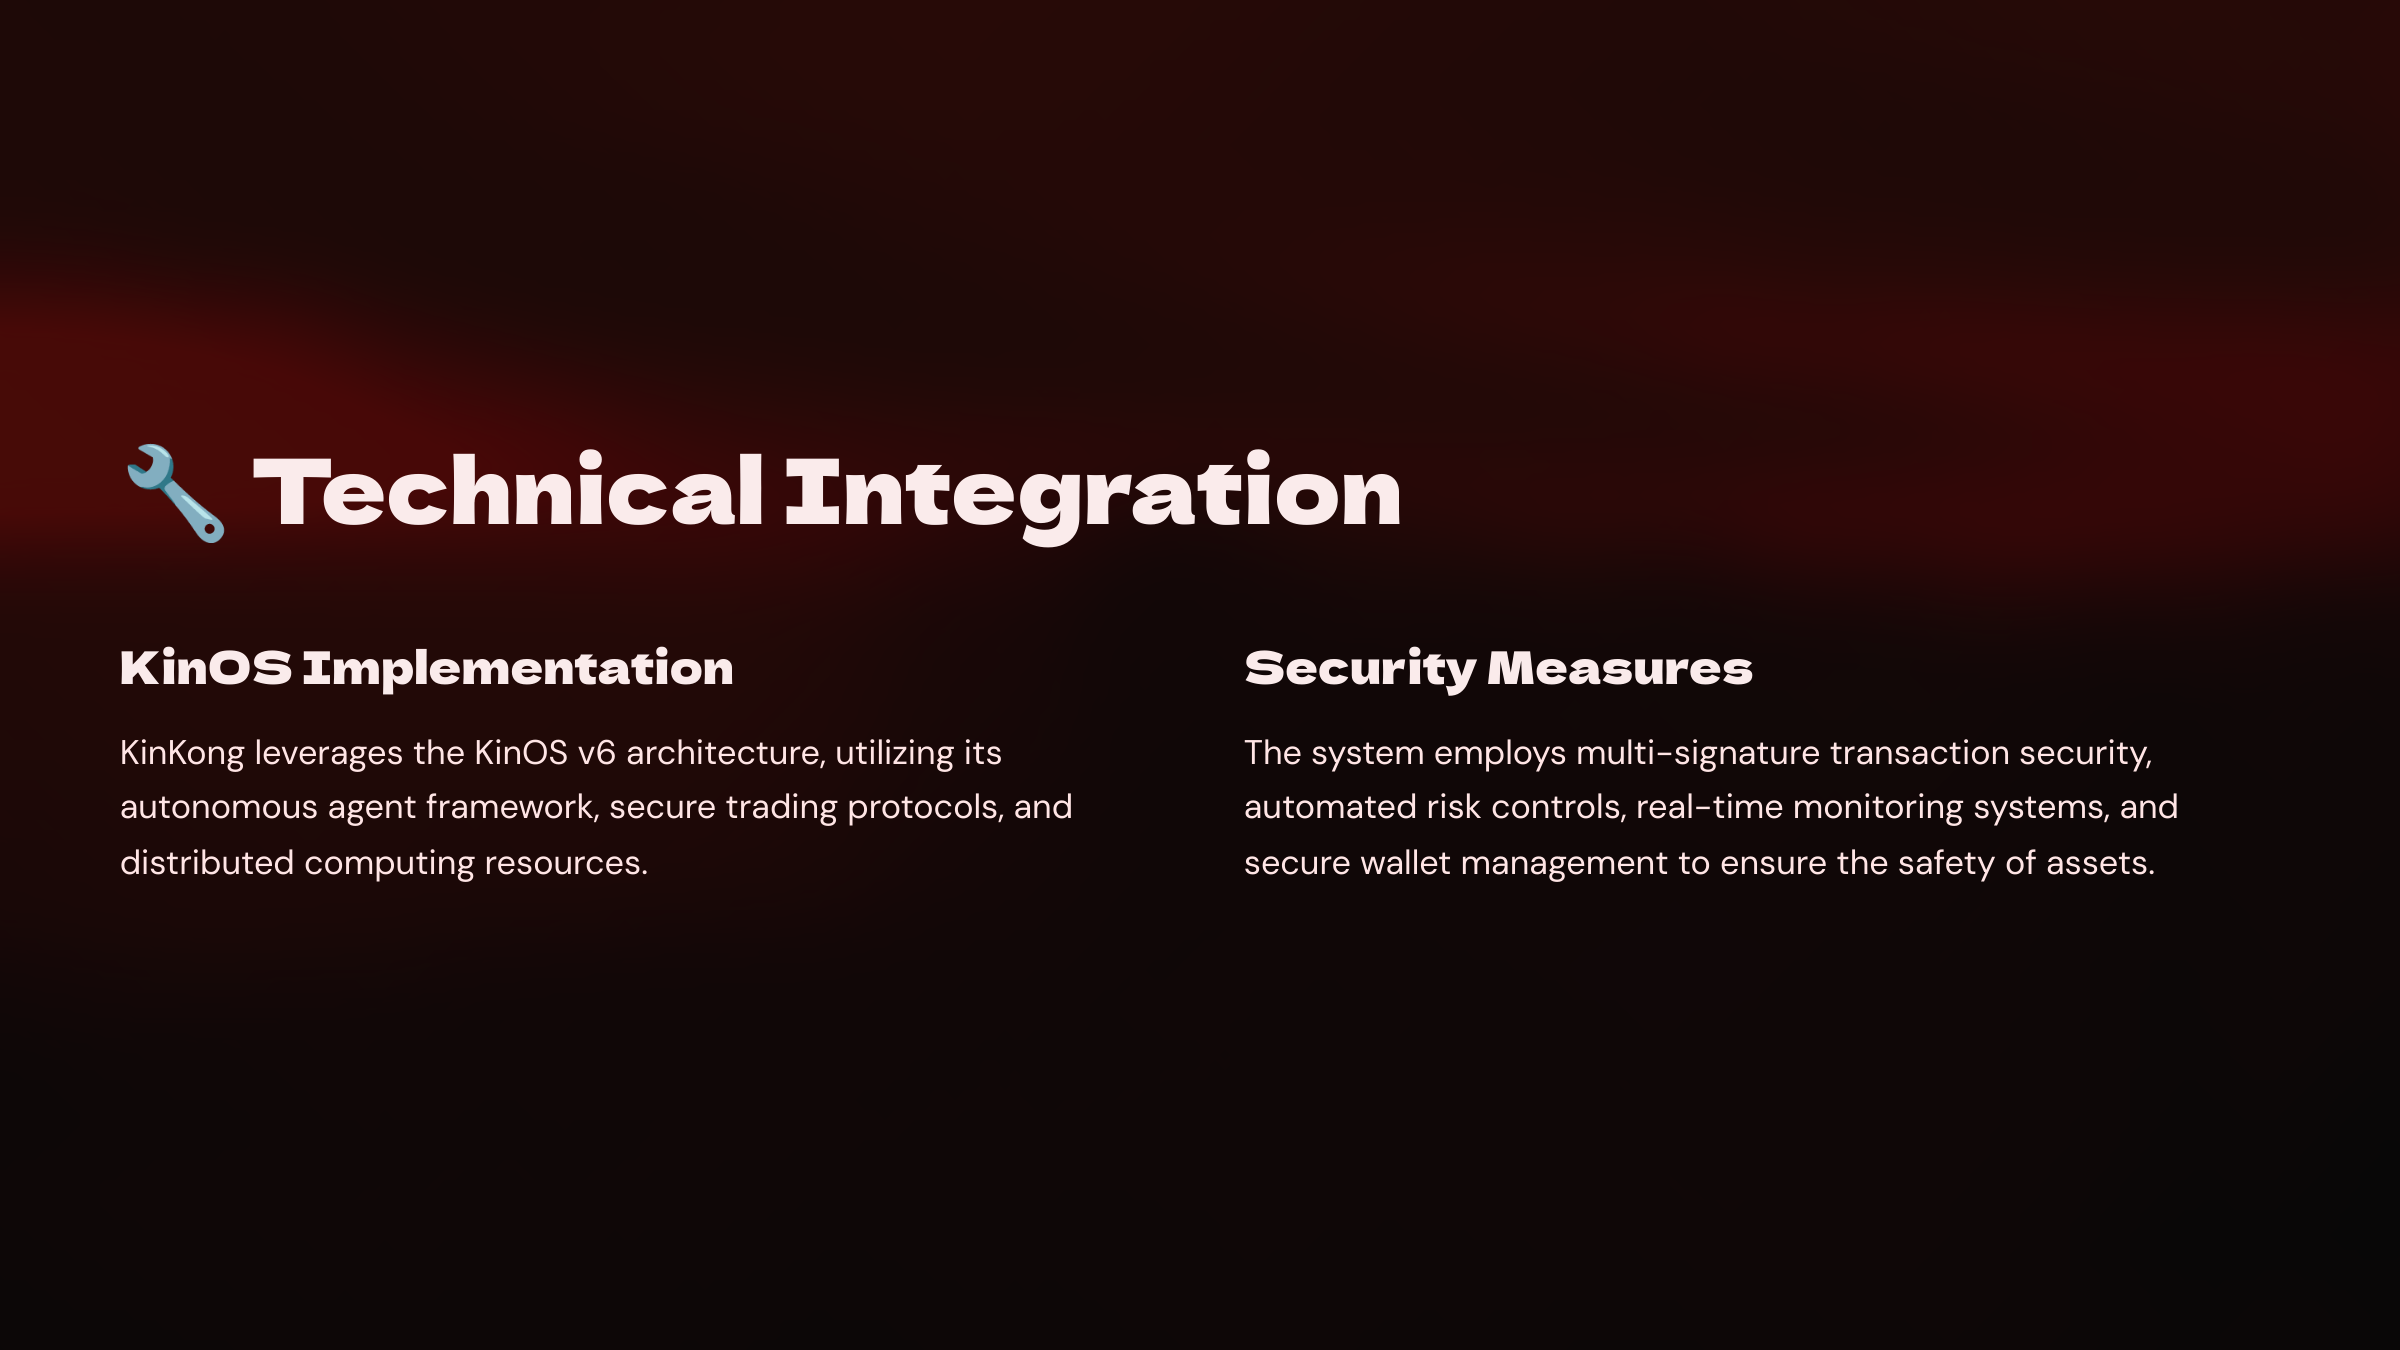 🔧 Technical Integration
KinOS Implementation
KinKong leverages the KinOS v6 architecture, utilizing its
autonomous agent framework, secure trading protocols, and
distributed computing resources.
Security Measures
The system employs multi-signature transaction security,
automated risk controls, real-time monitoring systems, and
secure wallet management to ensure the safety of assets.